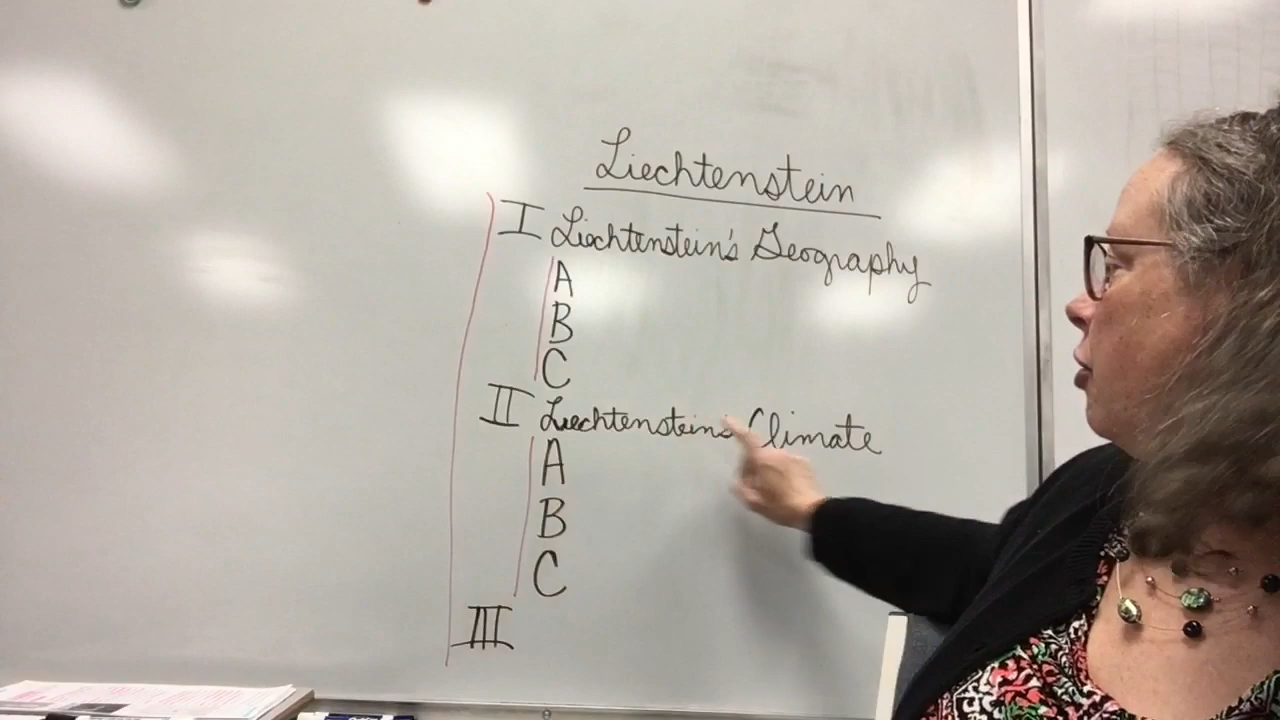 Liechtenstein
I Liechtenstein's Geography
A
B
C
II Liechtenstein's Climate
A
B
C
III